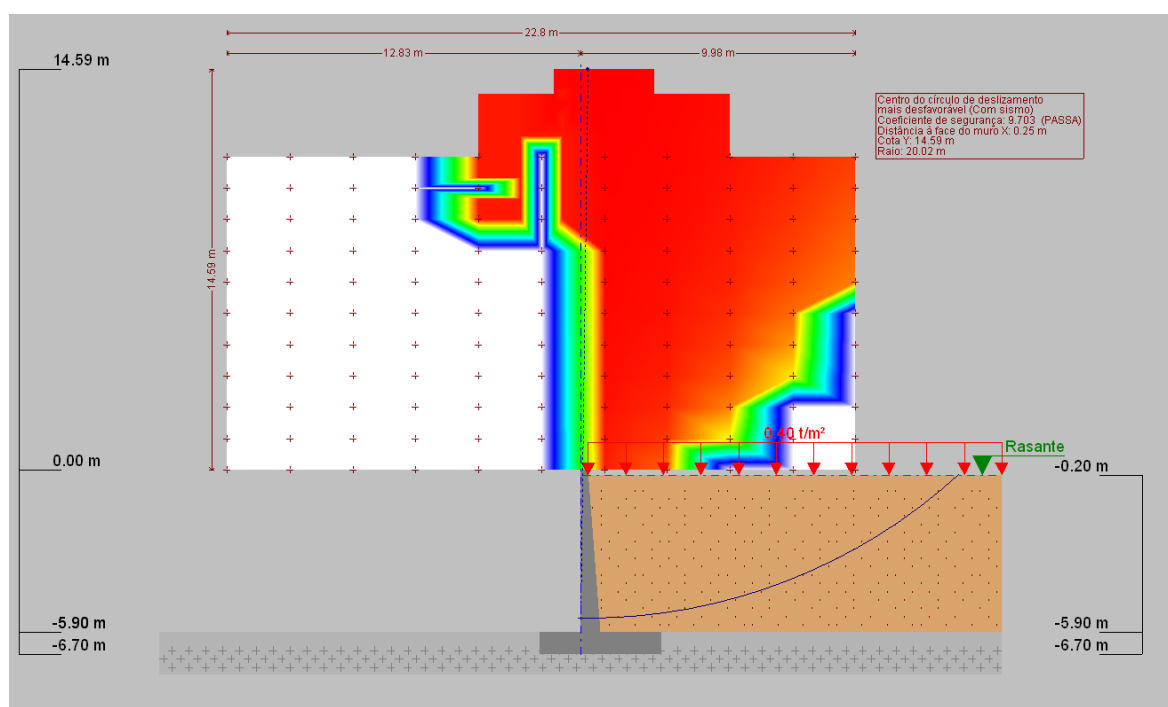 22.8 m
12.83 m
9.98 m
14.59 m
Centro do círculo de deslizamento
mais desfavorável (Com sismo)
Coeficiente de segurança: 9.703 (PASSA)
Distância à face do muro X: 0.25 m
Cota Y: 14.59 m
Raio: 20.02 m
14.59 m
0.40 t/m²
Rasante
0.00 m
-0.20 m
-5.90 m
-5.90 m
-6.70 m
-6.70 m